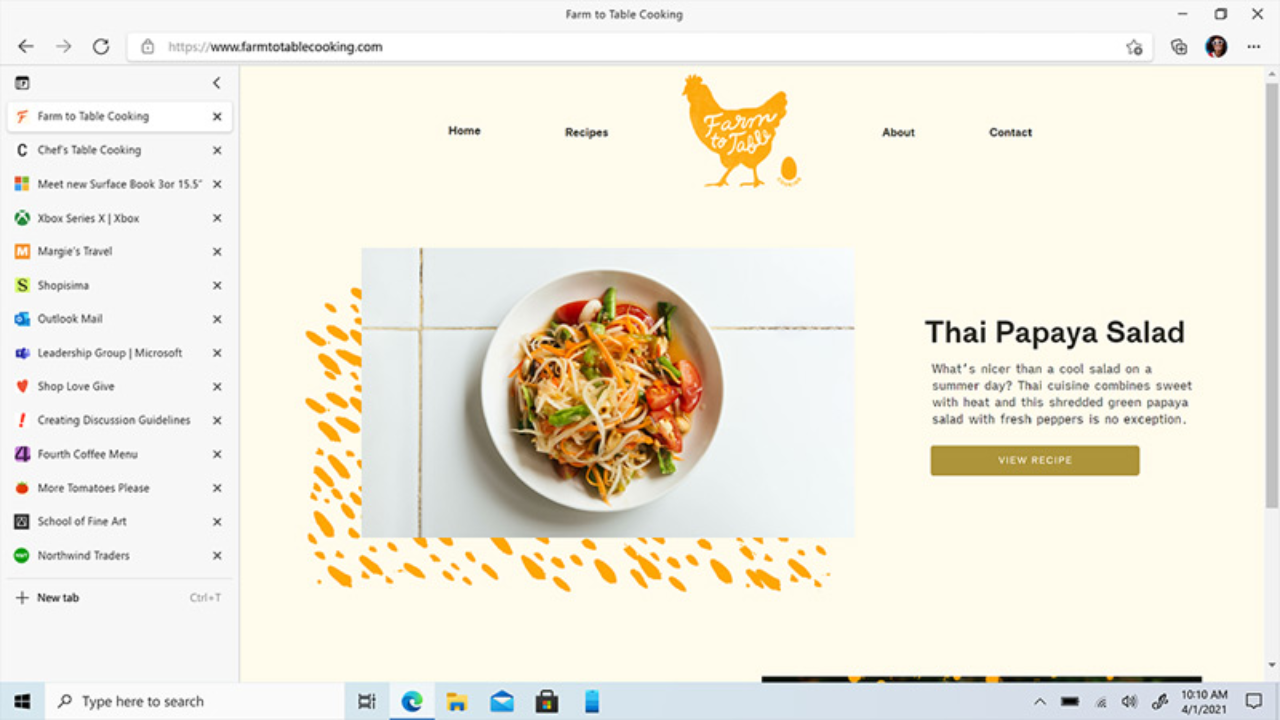 Farm to Table Cooking
https://www.farmtotablecooking.com
Farm to Table Cooking
Chef's Table Cooking
Meet new Surface Book 3or 15.5"
Xbox Series X | Xbox
Margie's Travel
Shopisima
Outlook Mail
Leadership Group | Microsoft
Shop Love Give
Creating Discussion Guidelines
Fourth Coffee Menu
More Tomatoes Please
School of Fine Art
Northwind Traders
New tab Ctrl+T
Home Recipes About Contact
Farm
to Table
Thai Papaya Salad
What's nicer than a cool salad on a
summer day? Thai cuisine combines sweet
with heat and this shredded green papaya
salad with fresh peppers is no exception.
VIEW RECIPE
Type here to search
10:10 AM
4/1/2021